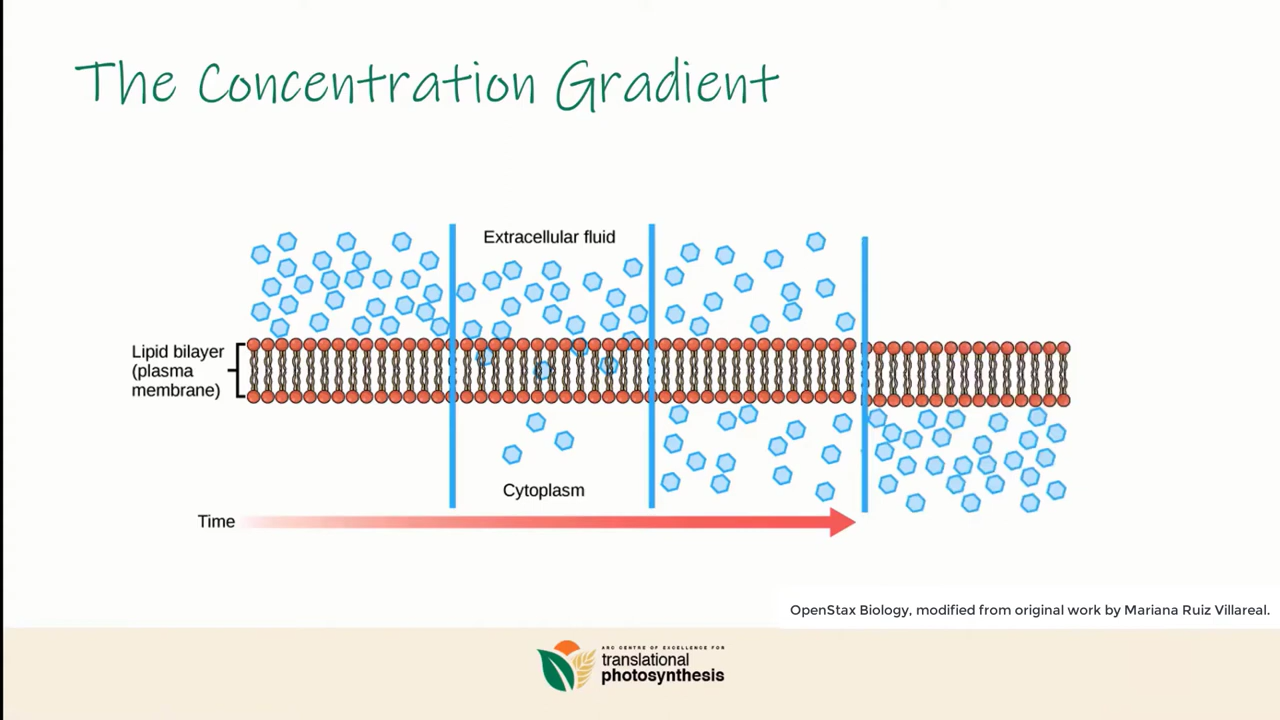 The Concentration Gradient
Extracellular fluid
Lipid bilayer
(plasma
membrane)
Cytoplasm
Time
OpenStax Biology, modified from original work by Mariana Ruiz Villareal.
ARC CENTRE OF EXCELLENCE FOR
translational
photosynthesis